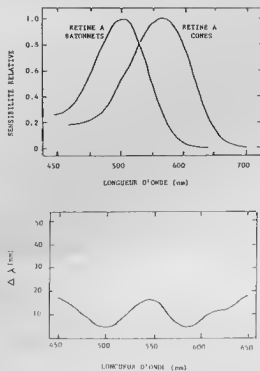 RETINE A
BATONNETS
RETINE A
CONES
SENSIBILITE RELATIVE
1.0
0.8
0.6
0.4
0.2
0
450
500
600
700
LONGUEUR D'ONDE (nm)
Δ λ (nm)
50
40
30
20
10
450
500
550
600
650
LONGUEUR D'ONDE (nm)